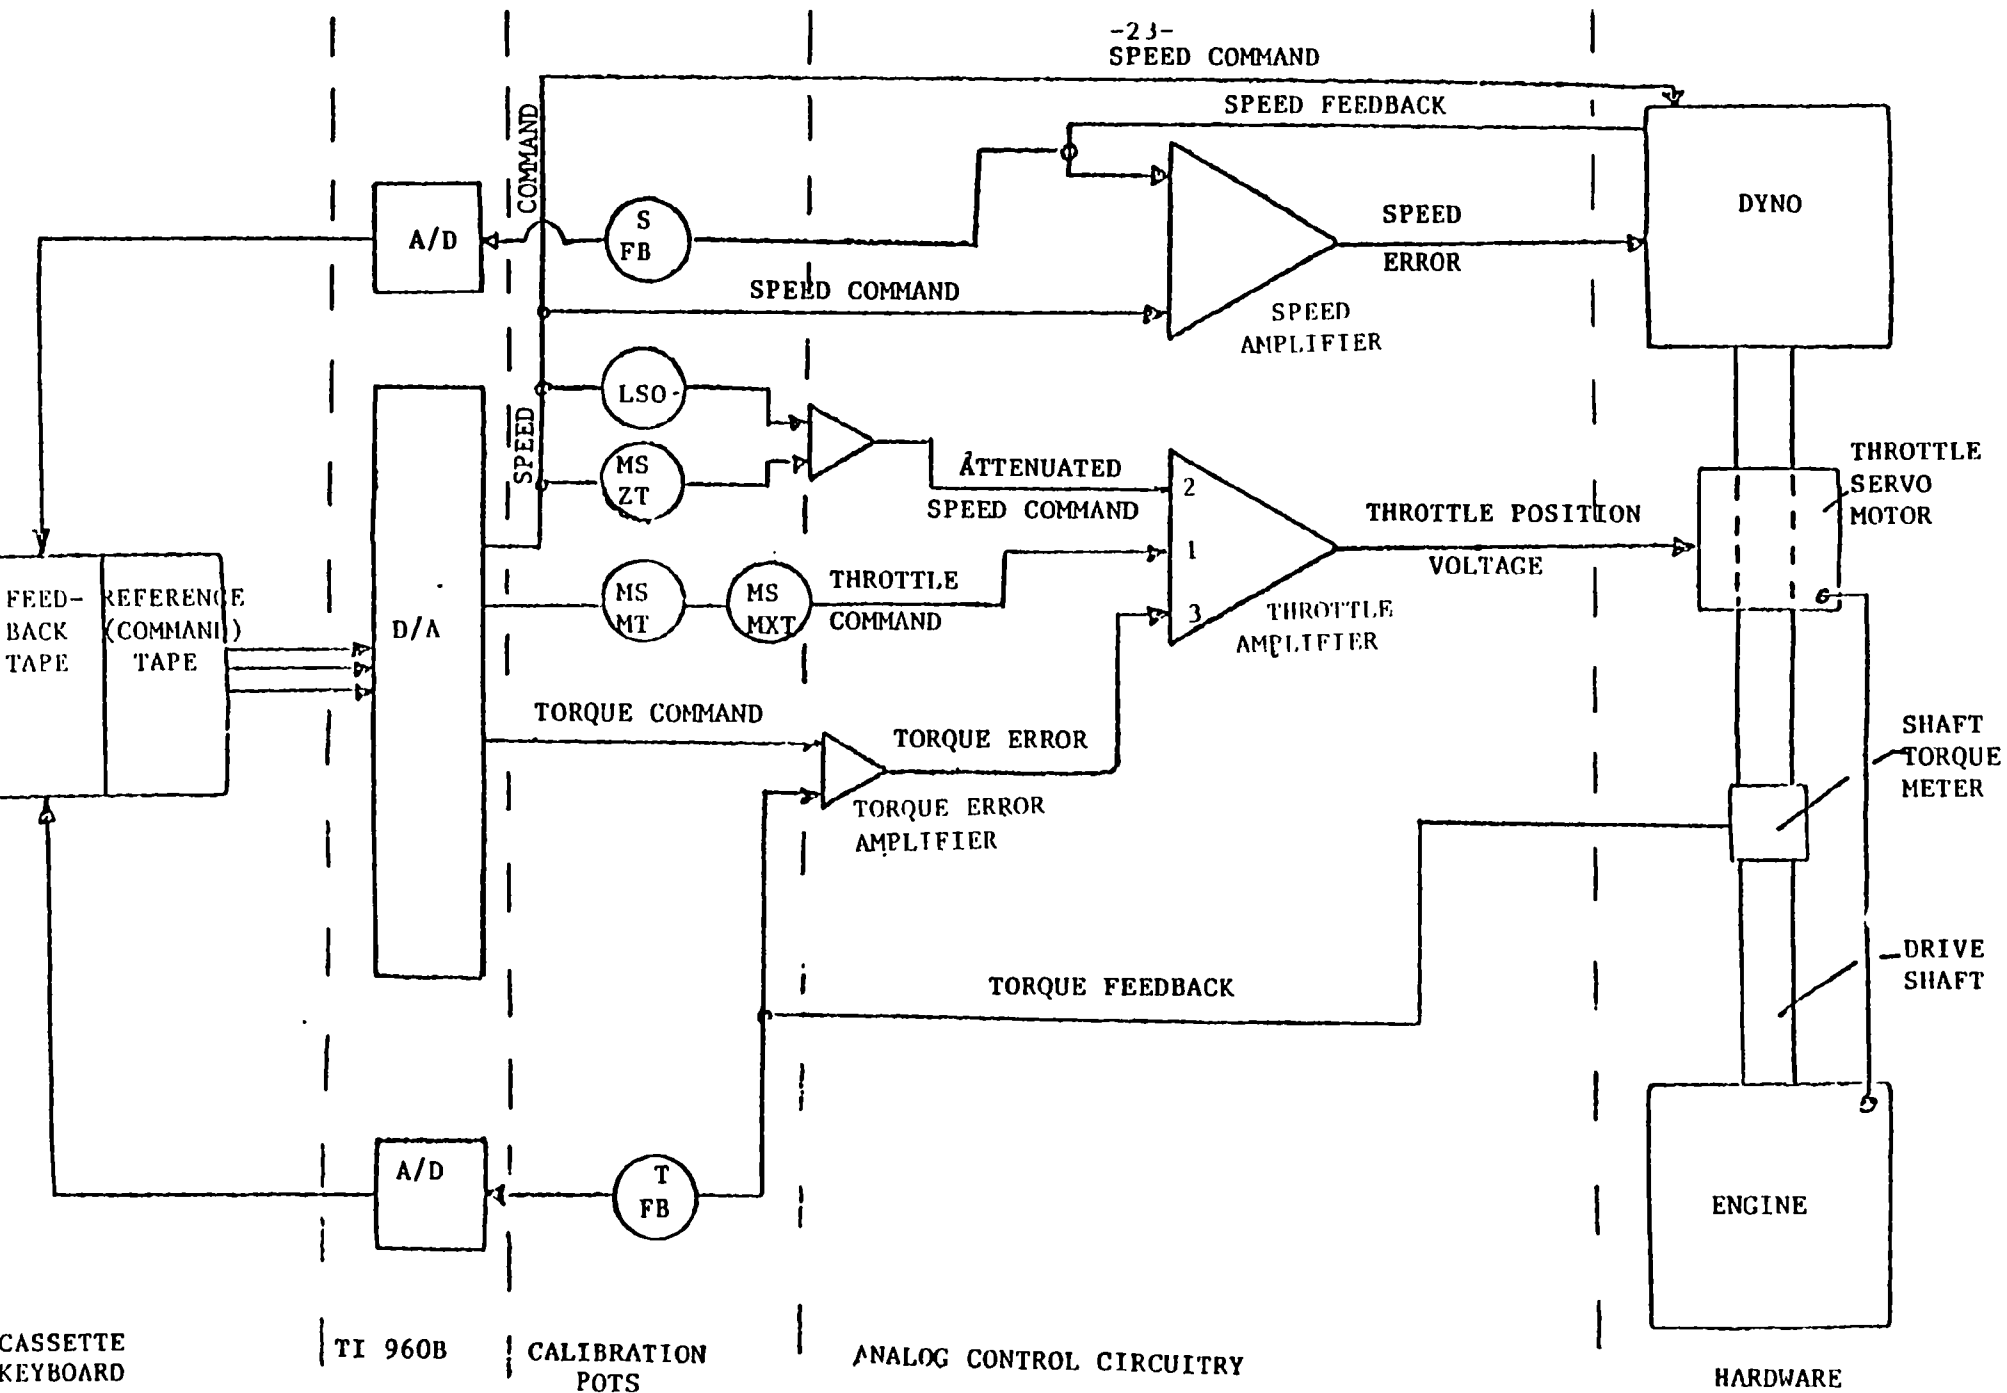 -23-
SPEED COMMAND
SPEED FEEDBACK
COMMAND
DYNO
A/D
S
FB
SPEED
ERROR
SPEED COMMAND
SPEED
AMPLIFIER
LSO
SPEED
MS
ZT
ATTENUATED
SPEED COMMAND
2
THROTTLE
SERVO
MOTOR
THROTTLE POSITION
VOLTAGE
1
FEED-
BACK
TAPE
REFERENCE
(COMMAND)
TAPE
D/A
MS
MT
MS
MXT
THROTTLE
COMMAND
3
THROTTLE
AMPLIFIER
TORQUE COMMAND
TORQUE ERROR
SHAFT
TORQUE
METER
TORQUE ERROR
AMPLIFIER
DRIVE
SHAFT
TORQUE FEEDBACK
A/D
T
FB
ENGINE
CASSETTE
KEYBOARD
TI 960B
CALIBRATION
POTS
ANALOG CONTROL CIRCUITRY
HARDWARE